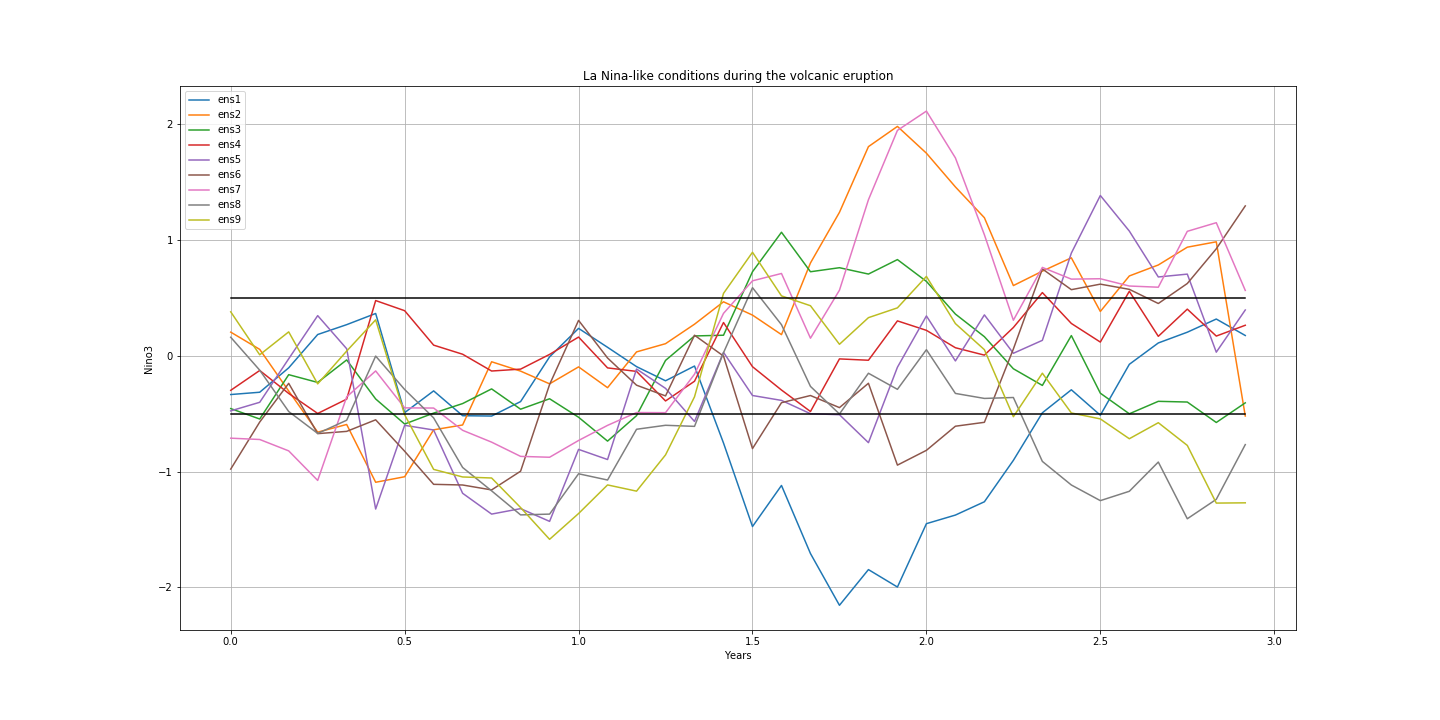 La Nina-like conditions during the volcanic eruption
ens1
ens2
ens3
ens4
ens5
ens6
ens7
ens8
ens9
2
1
0
−1
−2
Nino3
0.0 0.5 1.0 1.5 2.0 2.5 3.0
Years